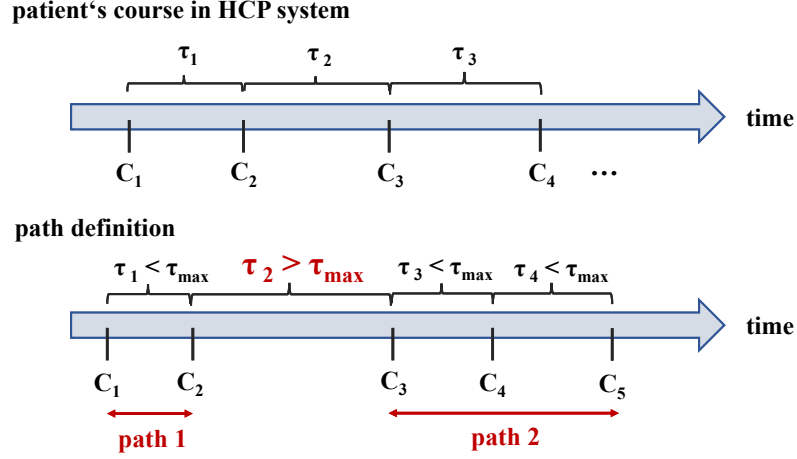 patient‘s course in HCP system
τ1 τ2 τ3
time
C1 C2 C3 C4 ...
path definition
τ1 < τmax τ2 > τmax τ3 < τmax τ4 < τmax
time
C1 C2 C3 C4 C5
path 1 path 2